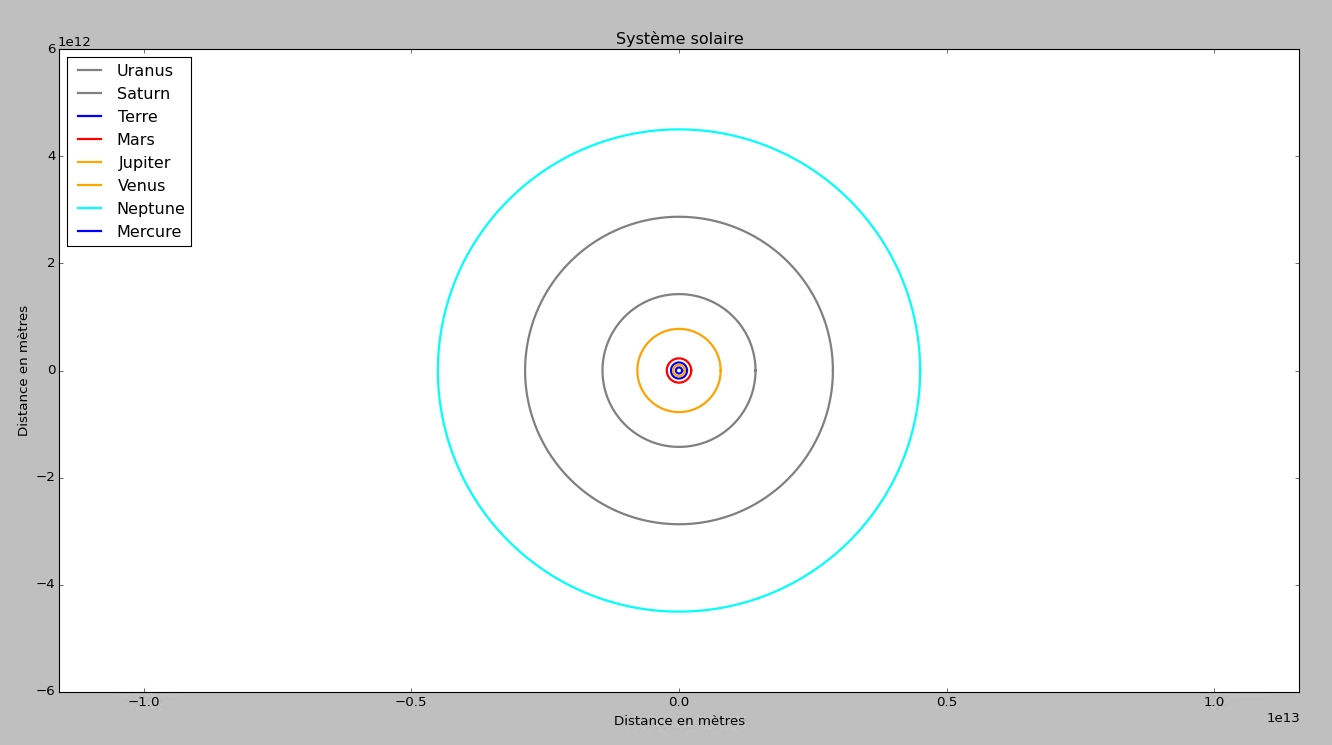 Système solaire
1e12
Uranus
Saturn
Terre
Mars
Jupiter
Venus
Neptune
Mercure
6
4
2
0
−2
−4
−6
Distance en mètres
−1.0 −0.5 0.0 0.5 1.0
1e13
Distance en mètres